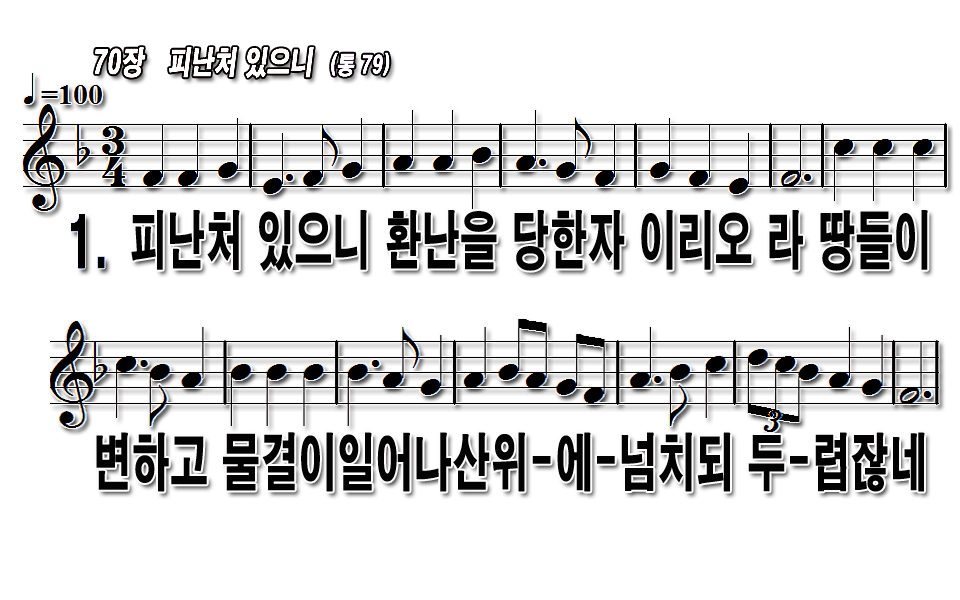 70장 피난처 있으니 (통 79)
♩=100
3
4
1. 피난처 있으니 환난을 당한자 이리오 라 땅들이
3
변하고 물결이일어나산위-에-넘치되 두-렵잖네